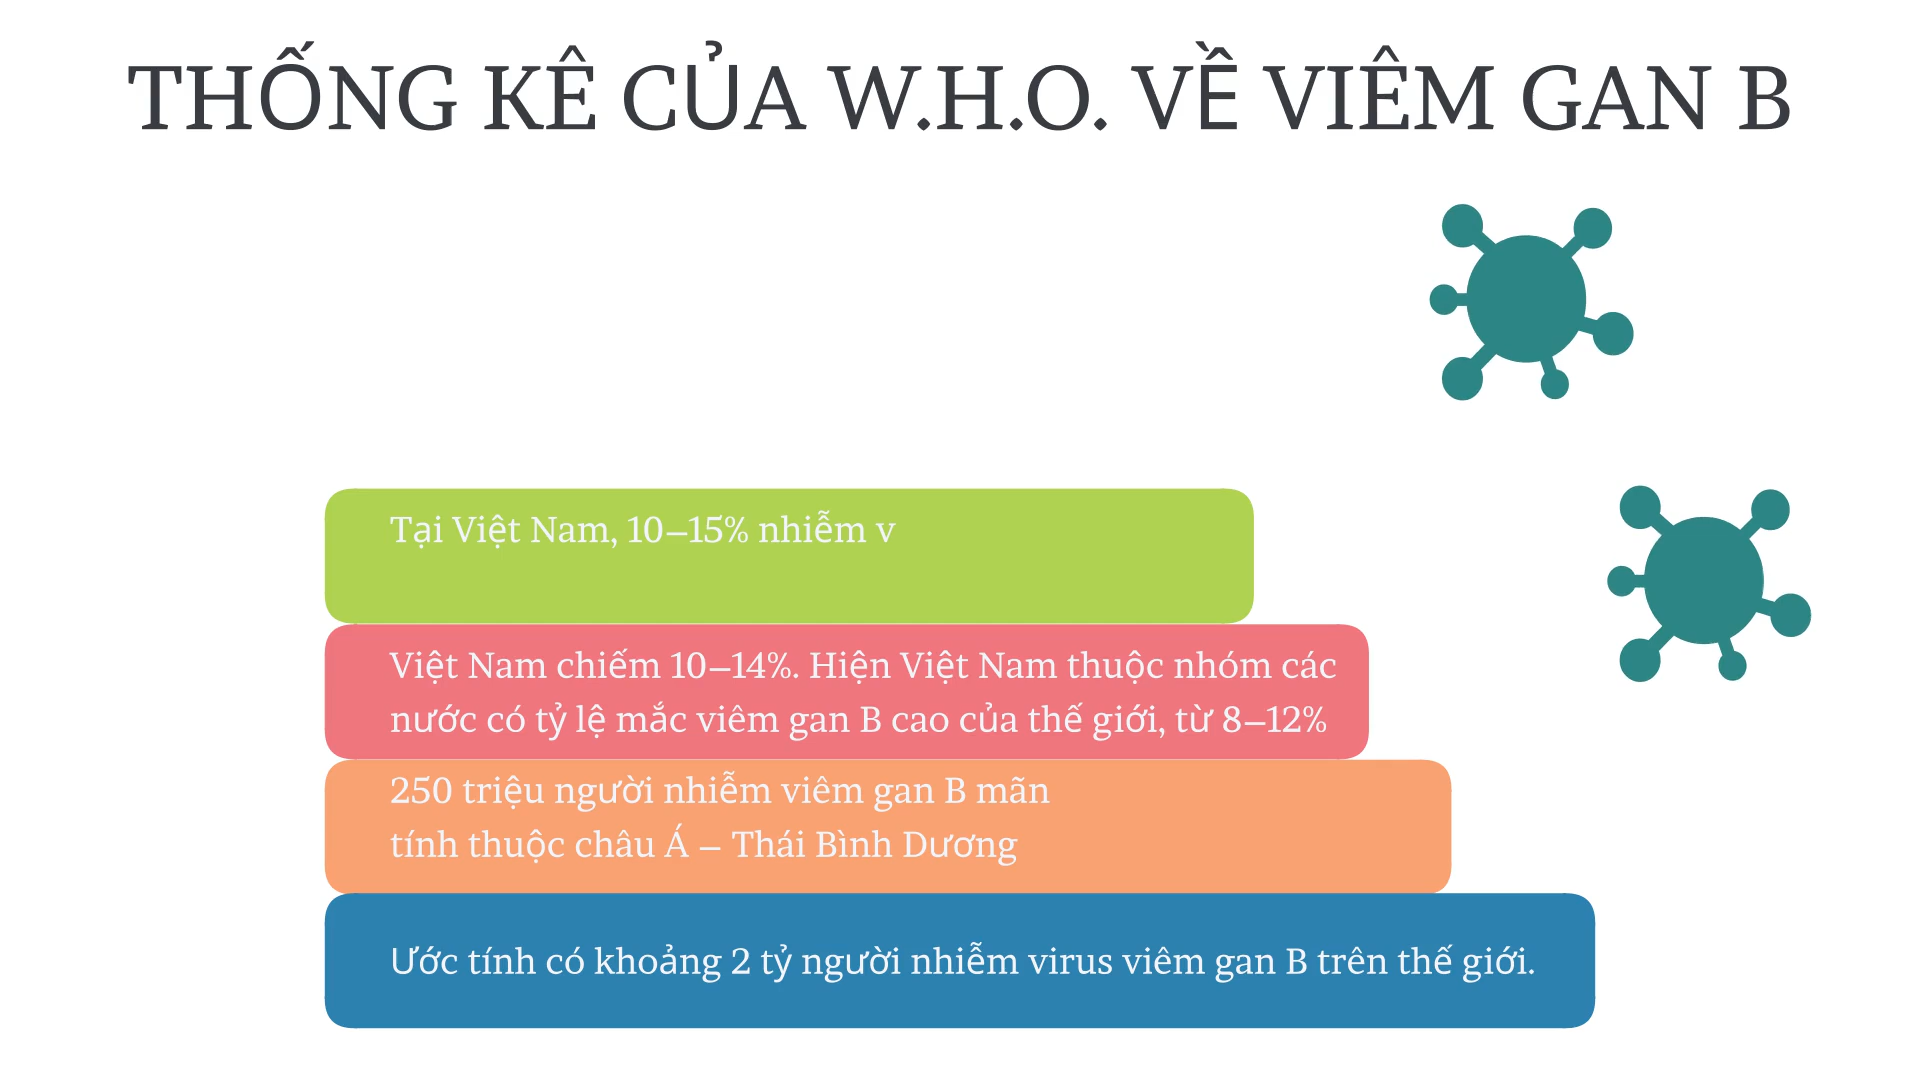 THỐNG KÊ CỦA W.H.O. VỀ VIÊM GAN B
Tại Việt Nam, 10–15% nhiễm v
Việt Nam chiếm 10–14%. Hiện Việt Nam thuộc nhóm các
nước có tỷ lệ mắc viêm gan B cao của thế giới, từ 8–12%
250 triệu người nhiễm viêm gan B mãn
tính thuộc châu Á – Thái Bình Dương
Ước tính có khoảng 2 tỷ người nhiễm virus viêm gan B trên thế giới.